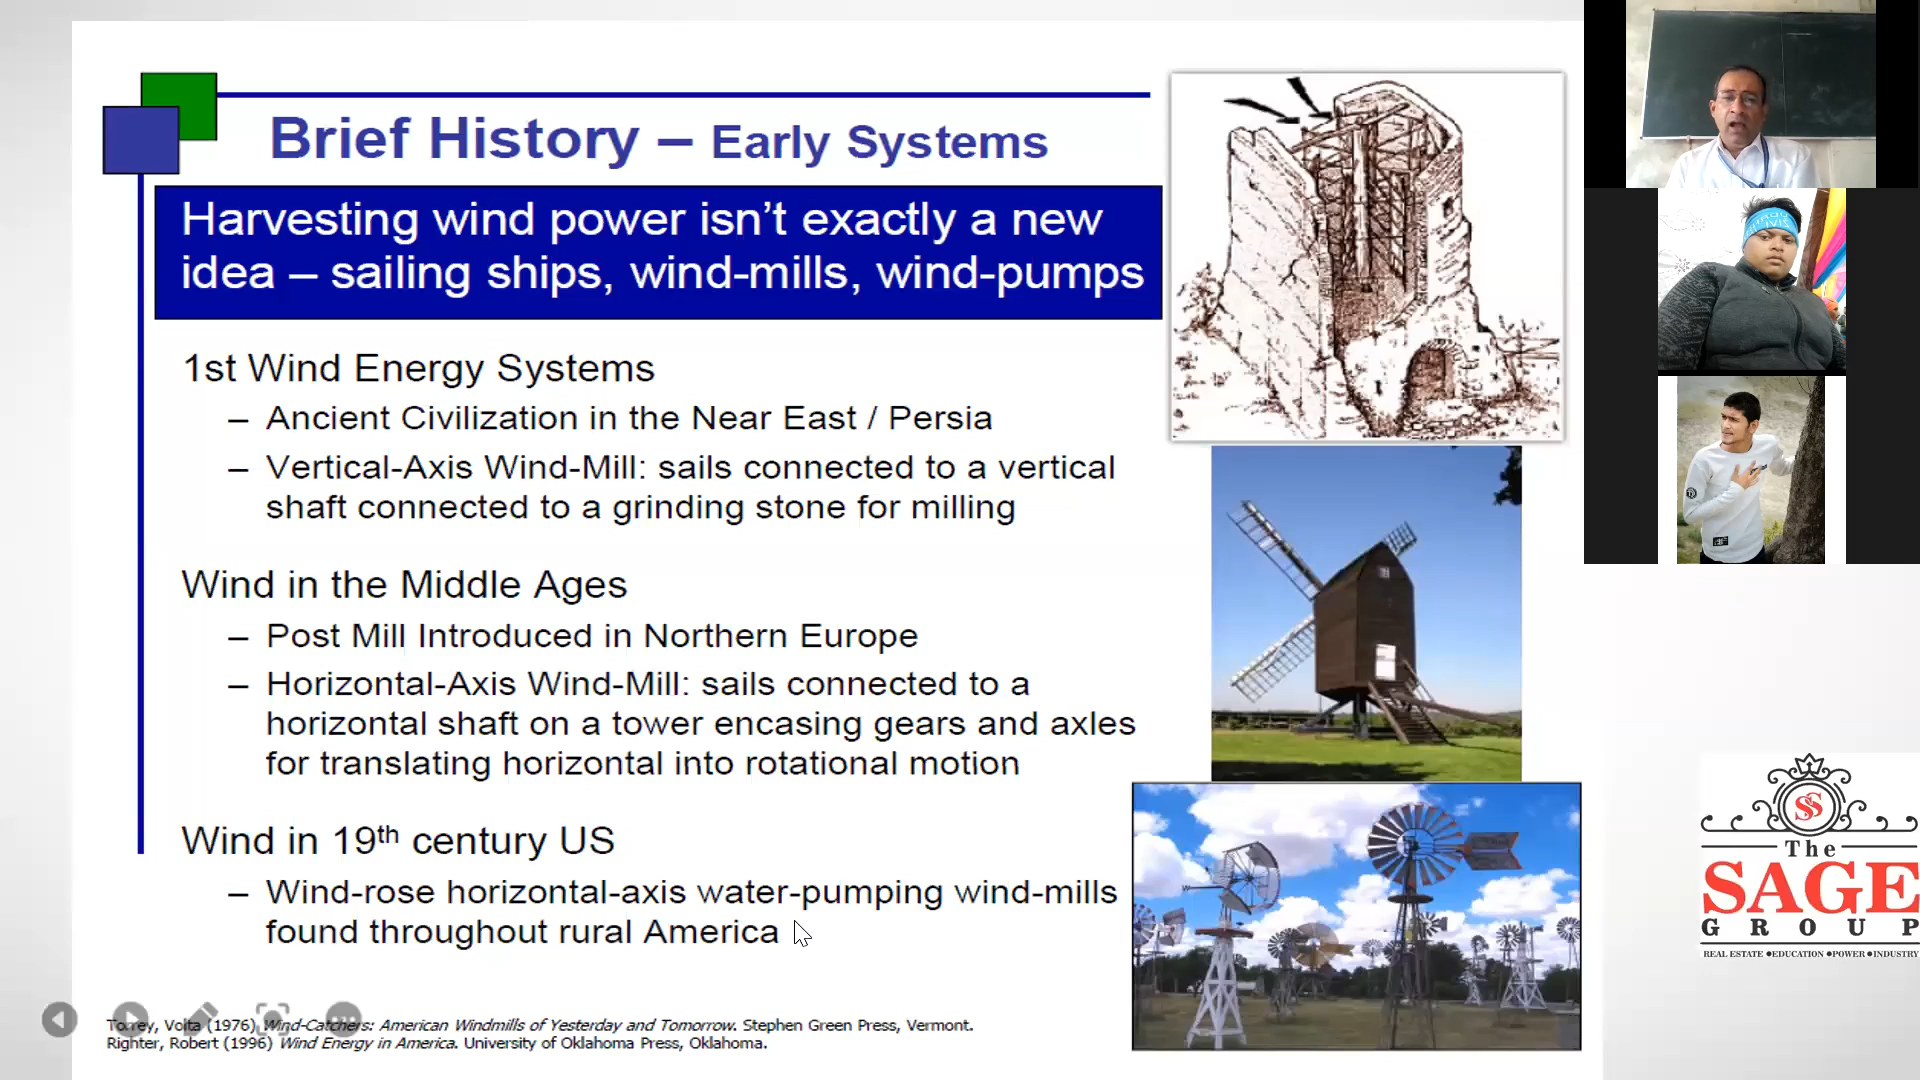 Brief History – Early Systems
Harvesting wind power isn't exactly a new
idea – sailing ships, wind-mills, wind-pumps
1st Wind Energy Systems
– Ancient Civilization in the Near East / Persia
– Vertical-Axis Wind-Mill: sails connected to a vertical
shaft connected to a grinding stone for milling
Wind in the Middle Ages
– Post Mill Introduced in Northern Europe
– Horizontal-Axis Wind-Mill: sails connected to a
horizontal shaft on a tower encasing gears and axles
for translating horizontal into rotational motion
Wind in 19th century US
– Wind-rose horizontal-axis water-pumping wind-mills
found throughout rural America
Torrey, Volta (1976) Wind-Catchers: American Windmills of Yesterday and Tomorrow. Stephen Green Press, Vermont.
Righter, Robert (1996) Wind Energy in America. University of Oklahoma Press, Oklahoma.
SS
The
SAGE
GROUP
REAL ESTATE ●EDUCATION ●POWER ●INDUSTRY